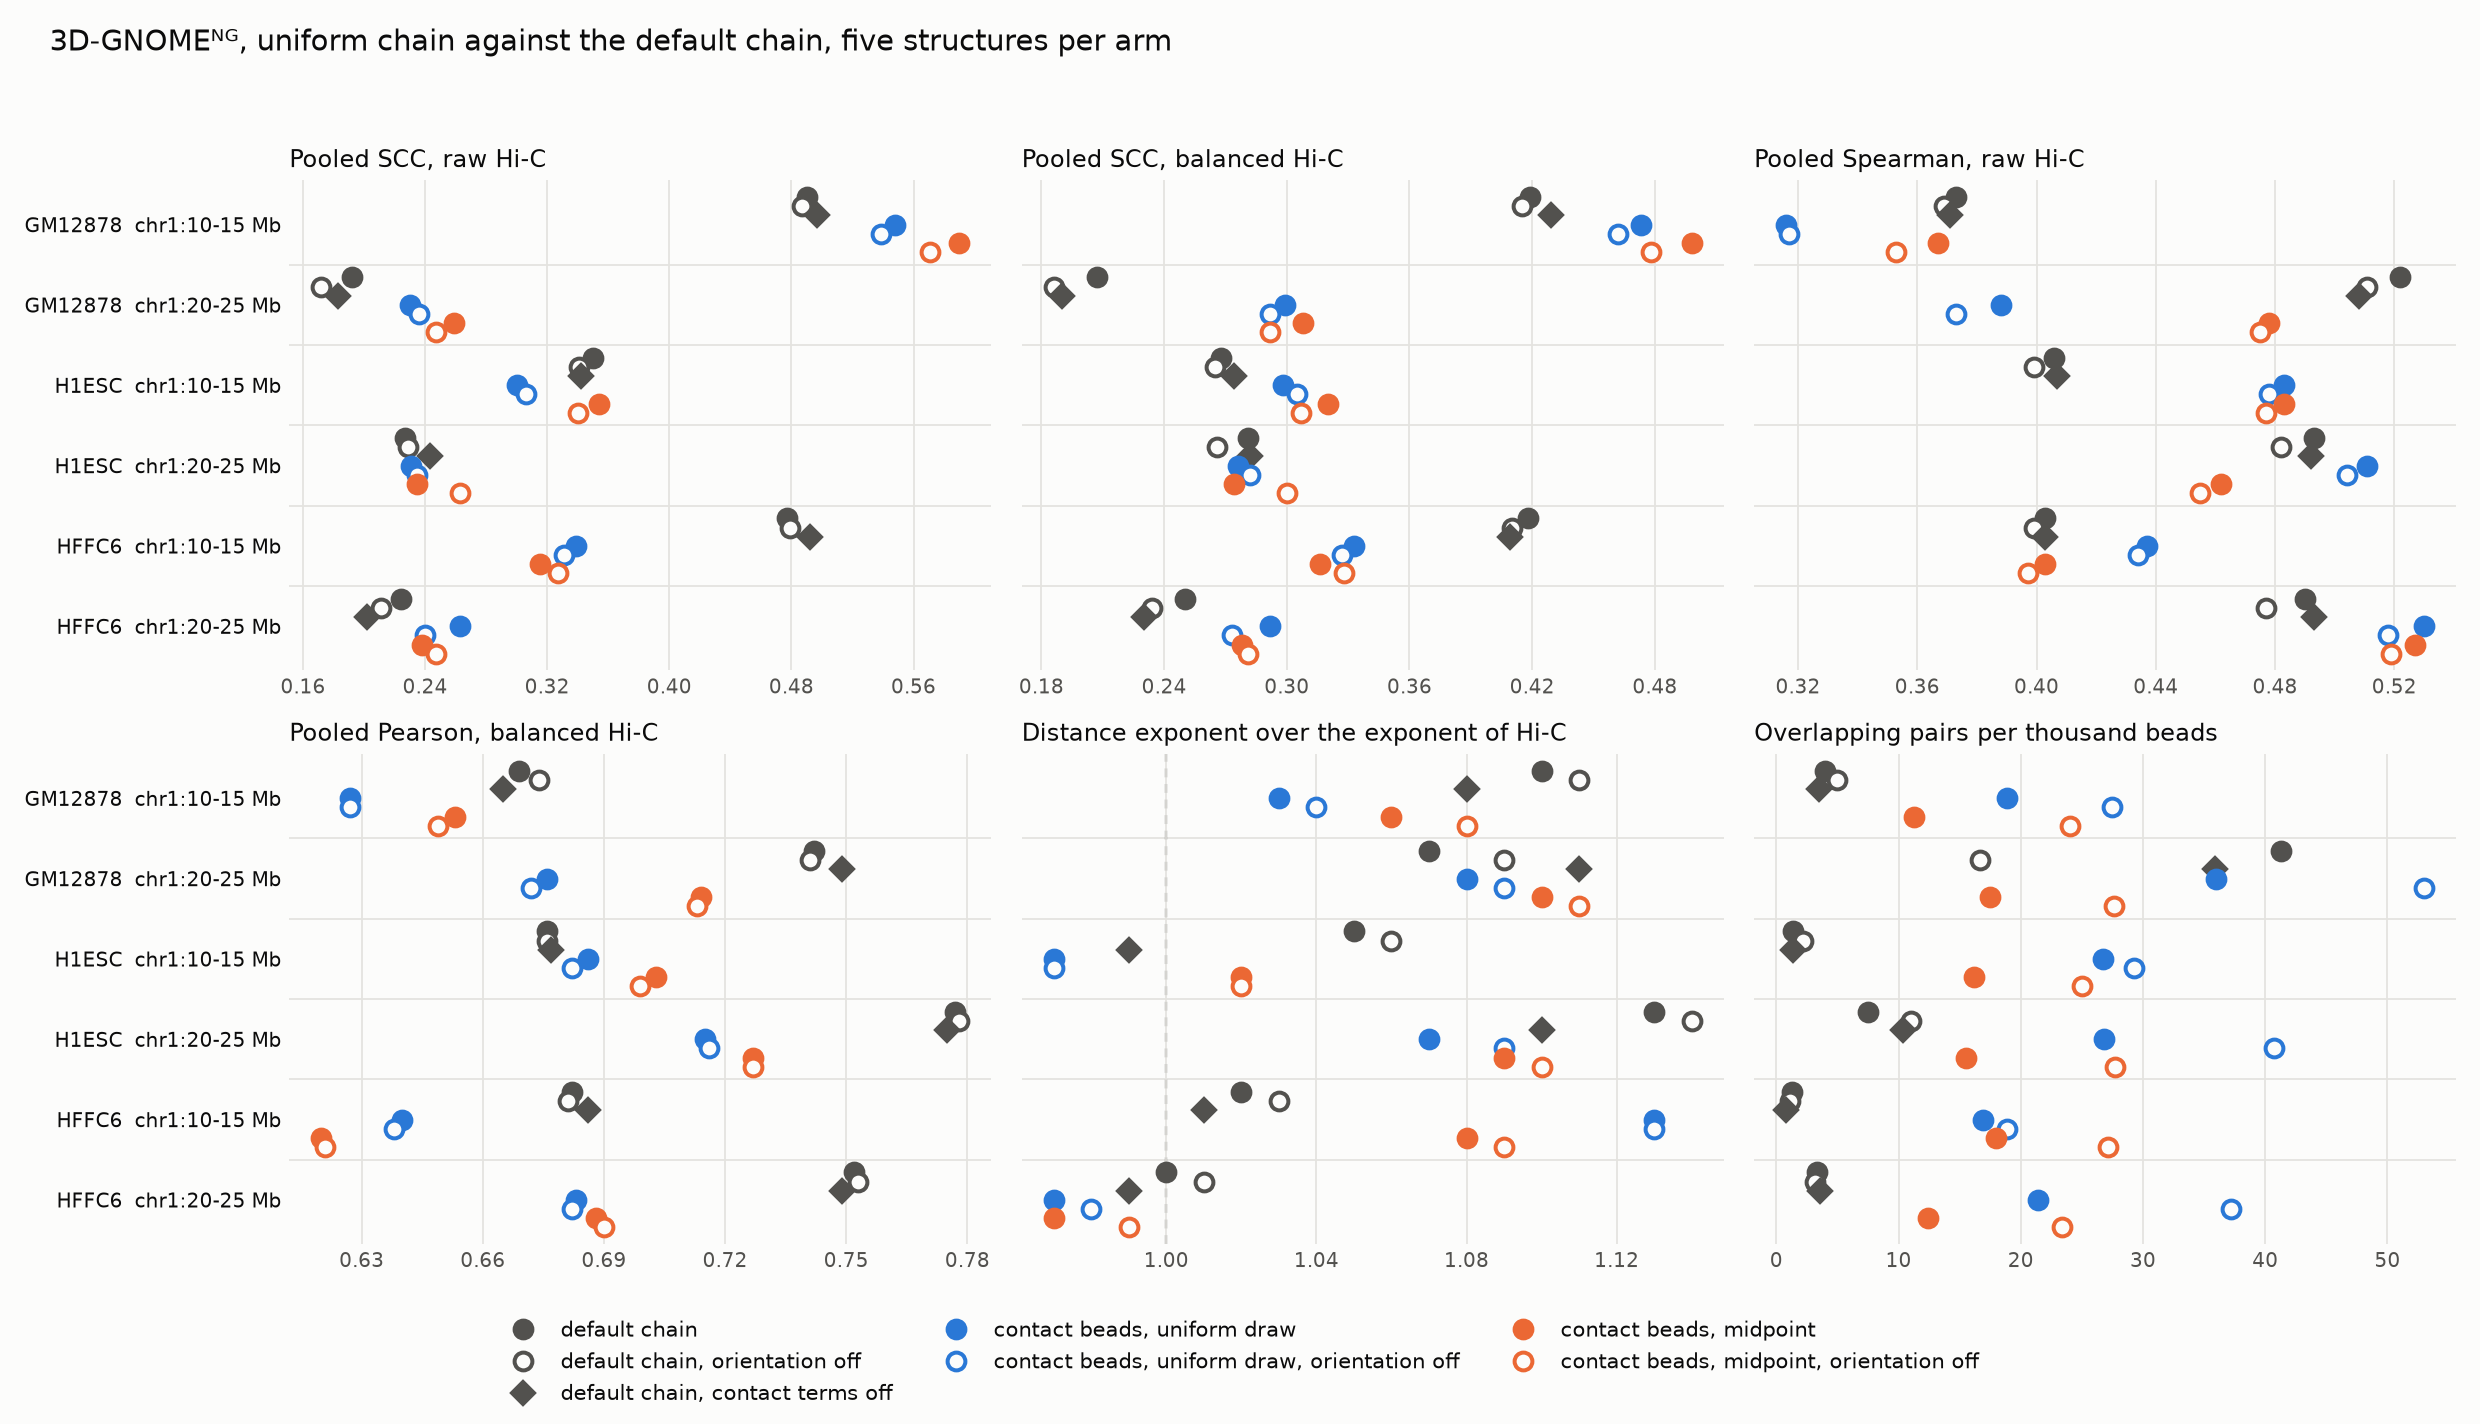 3D-GNOMEᴺᴳ, uniform chain against the default chain, five structures per arm
Pooled SCC, raw Hi-C
GM12878 chr1:10-15 Mb
GM12878 chr1:20-25 Mb
H1ESC chr1:10-15 Mb
H1ESC chr1:20-25 Mb
HFFC6 chr1:10-15 Mb
HFFC6 chr1:20-25 Mb
0.16 0.24 0.32 0.40 0.48 0.56
Pooled SCC, balanced Hi-C
0.18 0.24 0.30 0.36 0.42 0.48
Pooled Spearman, raw Hi-C
0.32 0.36 0.40 0.44 0.48 0.52
Pooled Pearson, balanced Hi-C
GM12878 chr1:10-15 Mb
GM12878 chr1:20-25 Mb
H1ESC chr1:10-15 Mb
H1ESC chr1:20-25 Mb
HFFC6 chr1:10-15 Mb
HFFC6 chr1:20-25 Mb
0.63 0.66 0.69 0.72 0.75 0.78
Distance exponent over the exponent of Hi-C
1.00 1.04 1.08 1.12
Overlapping pairs per thousand beads
0 10 20 30 40 50
default chain
default chain, orientation off
default chain, contact terms off
contact beads, uniform draw
contact beads, uniform draw, orientation off
contact beads, midpoint
contact beads, midpoint, orientation off